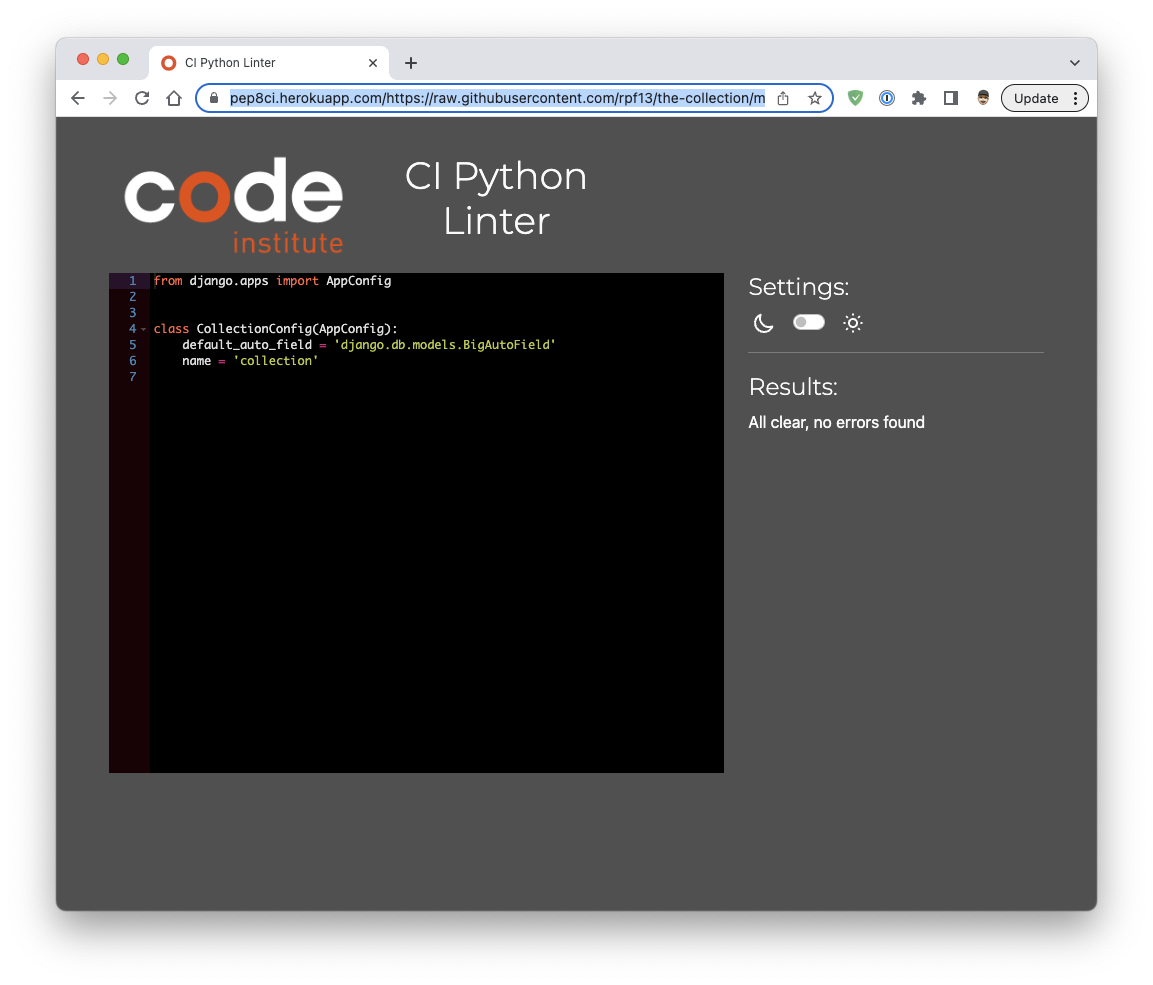 CI Python Linter
pep8ci.herokuapp.com/https://raw.githubusercontent.com/rpf13/the-collection/m
Update
code
institute
CI Python
Linter
1 from django.apps import AppConfig
2
3
4 class CollectionConfig(AppConfig):
5     default_auto_field = 'django.db.models.BigAutoField'
6     name = 'collection'
7
Settings:
Results:
All clear, no errors found